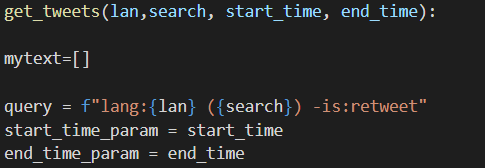 get_tweets(lan,search, start_time, end_time):
mytext=[]
query = f"lang:{lan} ({search}) -is:retweet"
start_time_param = start_time
end_time_param = end_time